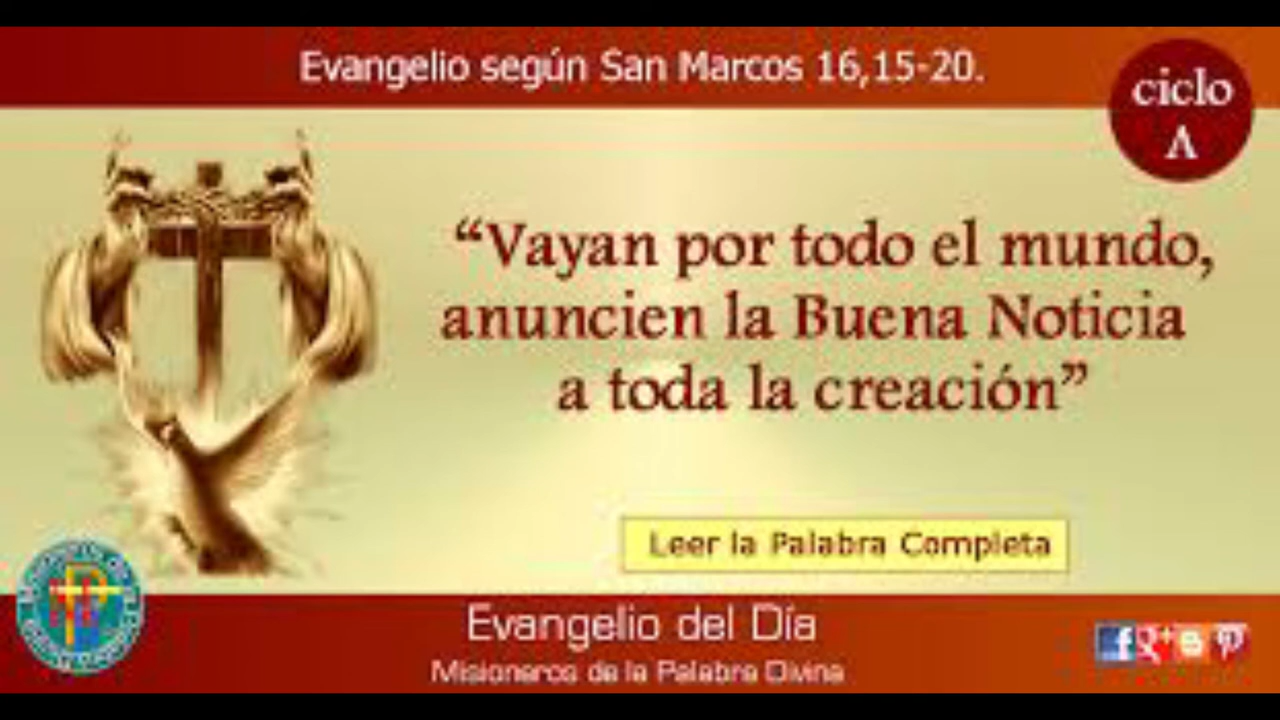 Evangelio según San Marcos 16,15-20.
ciclo
A
“Vayan por todo el mundo,
anuncien la Buena Noticia
a toda la creación”
Leer la Palabra Completa
Evangelio del Día
Misioneros de la Palabra Divina